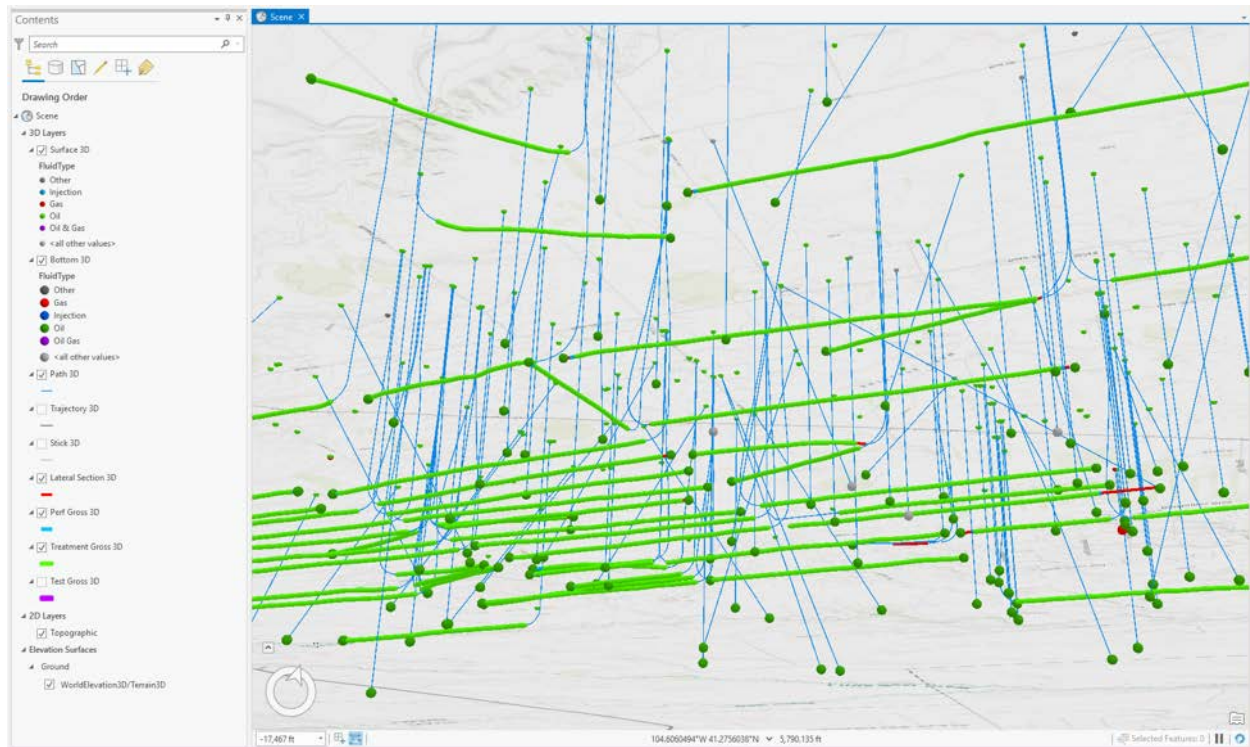 Contents
Search
Drawing Order
Scene
3D Layers
Surface 3D
FluidType
Other
Injection
Gas
Oil
Oil & Gas
<all other values>
Bottom 3D
FluidType
Other
Gas
Injection
Oil
Oil Gas
<all other values>
Path 3D
Trajectory 3D
Stick 3D
Lateral Section 3D
Perf Gross 3D
Treatment Gross 3D
Test Gross 3D
2D Layers
Topographic
Elevation Surfaces
Ground
WorldElevation3D/Terrain3D
Scene
-17,467 ft
104.6060494°W 41.2756038°N
5,790.135 ft
Selected Features: 0